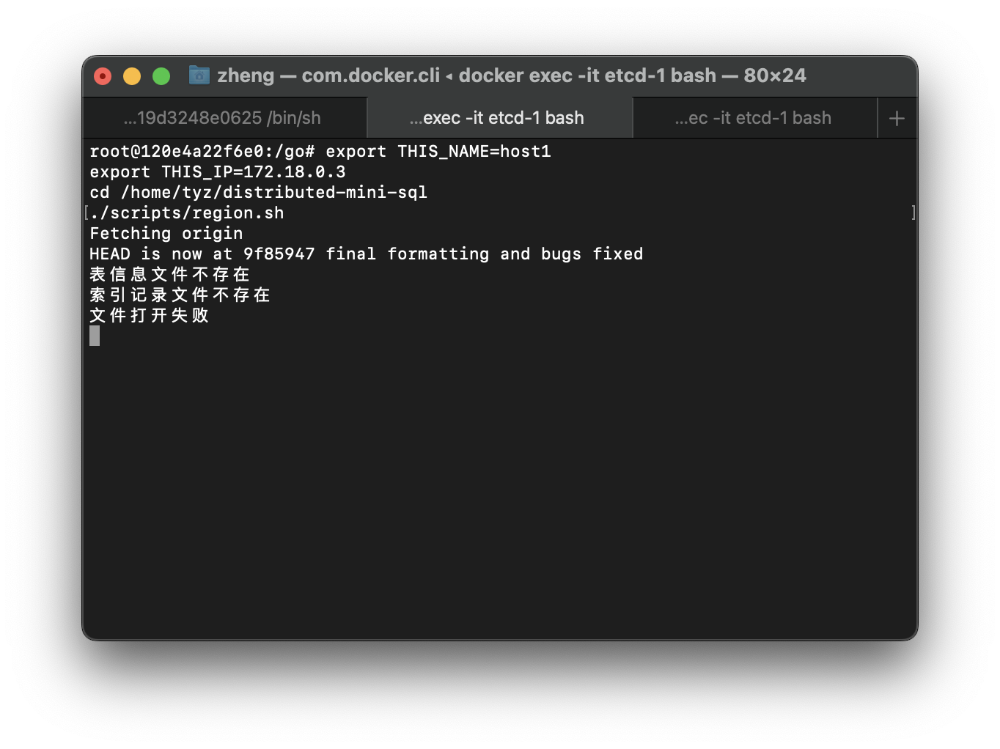 zheng — com.docker.cli ◂ docker exec -it etcd-1 bash — 80×24
...19d3248e0625 /bin/sh
...exec -it etcd-1 bash
...ec -it etcd-1 bash
+
root@120e4a22f6e0:/go# export THIS_NAME=host1
export THIS_IP=172.18.0.3
cd /home/tyz/distributed-mini-sql
[./scripts/region.sh ]
Fetching origin
HEAD is now at 9f85947 final formatting and bugs fixed
表信息文件不存在
索引记录文件不存在
文件打开失败